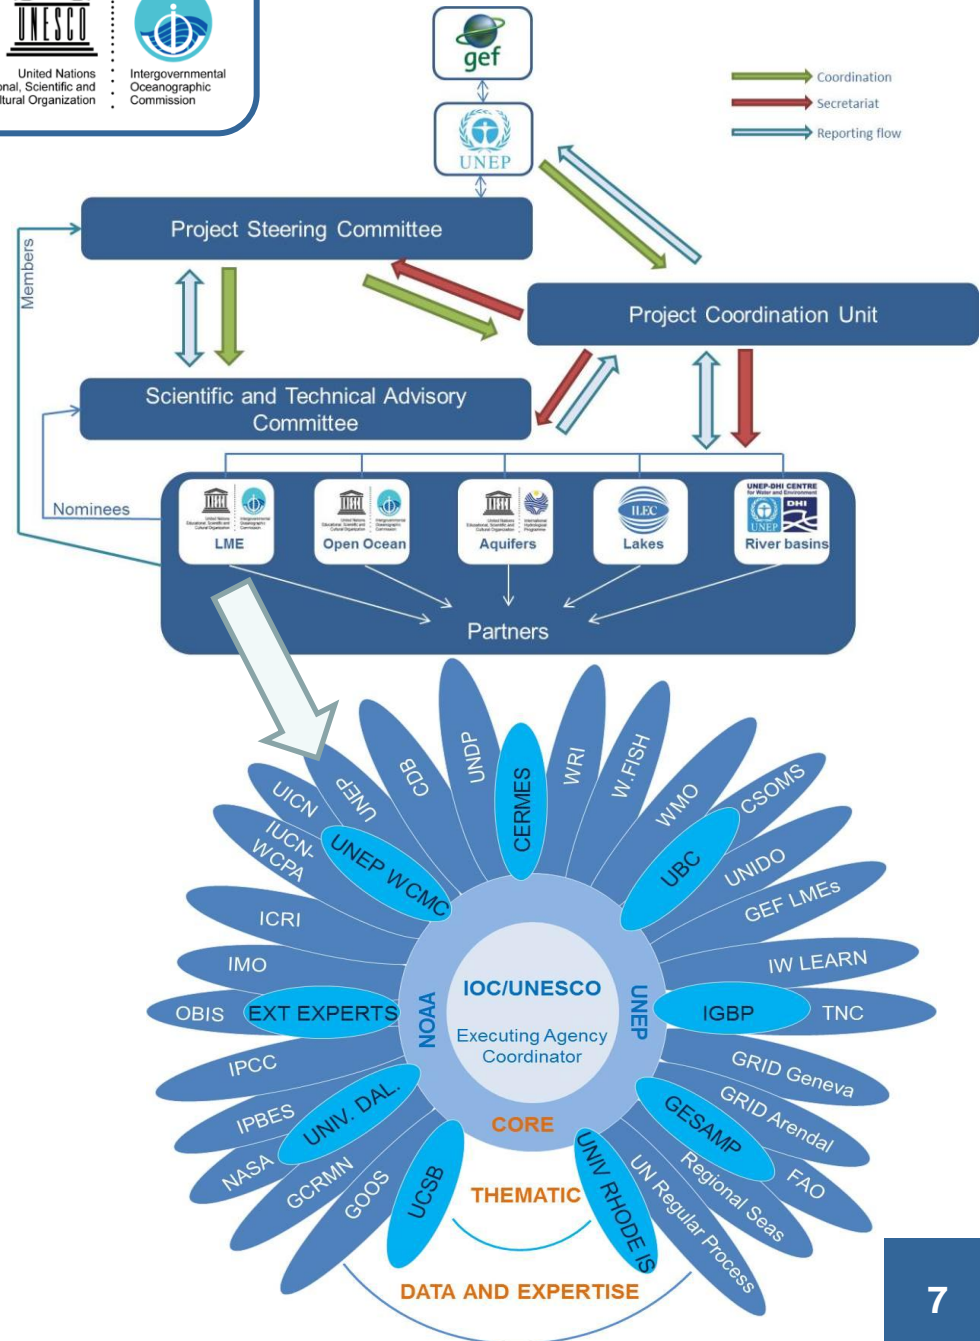 UNESCO
United Nations
onal, Scientific and
ltural Organization
Intergovernmental
Oceanographic
Commission
gef
UNEP
Coordination
Secretariat
Reporting flow
Project Steering Committee
Members
Project Coordination Unit
Scientific and Technical Advisory
Committee
Nominees
LME
Open Ocean
Aquifers
ILEC
Lakes
UNEP-DHI CENTRE
for Water and Environment
UNEP
DHI
River basins
Partners
UNDP
CERMES
WRI
W.FISH
WMO
CSOMS
UBC
UNIDO
GEF LMEs
IW LEARN
IGBP
TNC
GRID Geneva
GRID Arendal
GESAMP
FAO
Regional Seas
UN Regular Process
UNIV RHODE IS
UCSB
GOOS
GCRMN
NASA
UNIV. DAL.
IPBES
IPCC
OBIS
EXT EXPERTS
IMO
ICRI
IUCN-
WCPA
UICN
UNEP WCMC
UNEP
CDB
NOAA
IOC/UNESCO
Executing Agency
Coordinator
UNEP
CORE
THEMATIC
DATA AND EXPERTISE
7